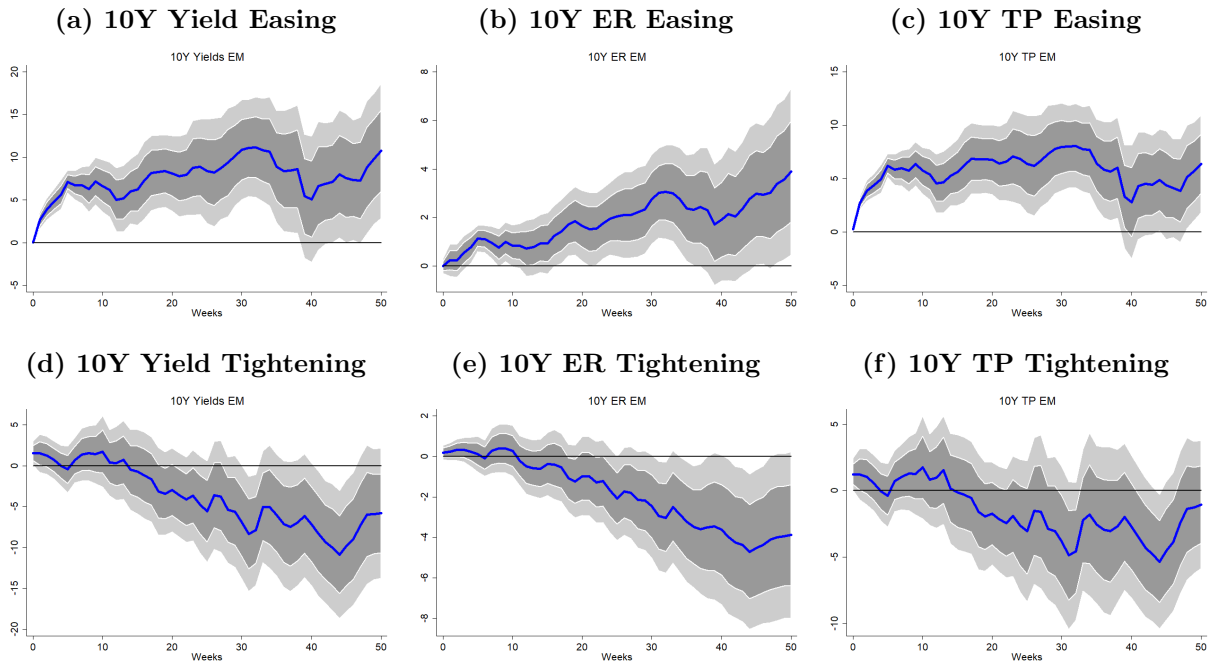 (a) 10Y Yield Easing
10Y Yields EM
20
15
10
5
0
-5
0 10 20 30 40 50
Weeks
(b) 10Y ER Easing
10Y ER EM
8
6
4
2
0
0 10 20 30 40 50
Weeks
(c) 10Y TP Easing
10Y TP EM
15
10
5
0
-5
0 10 20 30 40 50
Weeks
(d) 10Y Yield Tightening
10Y Yields EM
5
0
-5
-10
-15
-20
0 10 20 30 40 50
Weeks
(e) 10Y ER Tightening
10Y ER EM
2
0
-2
-4
-6
-8
0 10 20 30 40 50
Weeks
(f) 10Y TP Tightening
10Y TP EM
5
0
-5
-10
0 10 20 30 40 50
Weeks